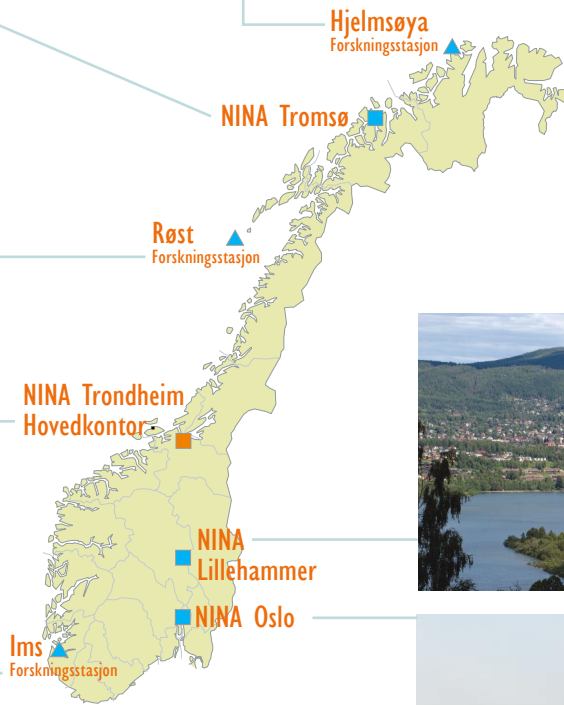 Hjelmsøya
Forskningsstasjon
NINA Tromsø
Røst
Forskningsstasjon
NINA Trondheim
Hovedkontor
NINA
Lillehammer
NINA Oslo
Ims
Forskningsstasjon